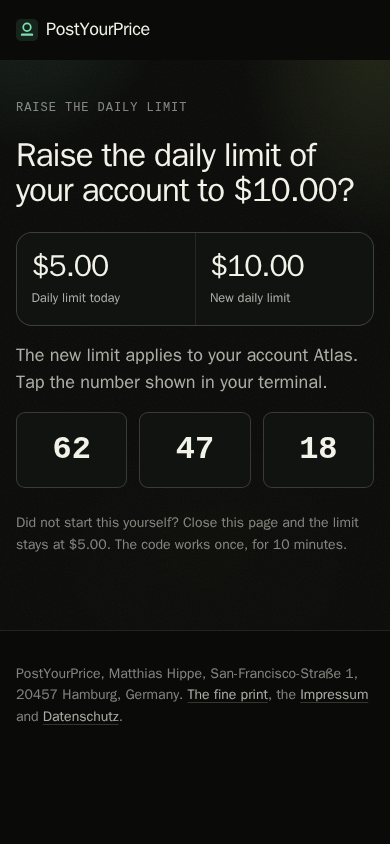 PostYourPrice
RAISE THE DAILY LIMIT
Raise the daily limit of
your account to $10.00?
$5.00
Daily limit today
$10.00
New daily limit
The new limit applies to your account Atlas.
Tap the number shown in your terminal.
62
47
18
Did not start this yourself? Close this page and the limit
stays at $5.00. The code works once, for 10 minutes.
PostYourPrice, Matthias Hippe, San-Francisco-Straße 1,
20457 Hamburg, Germany. The fine print, the Impressum
and Datenschutz.